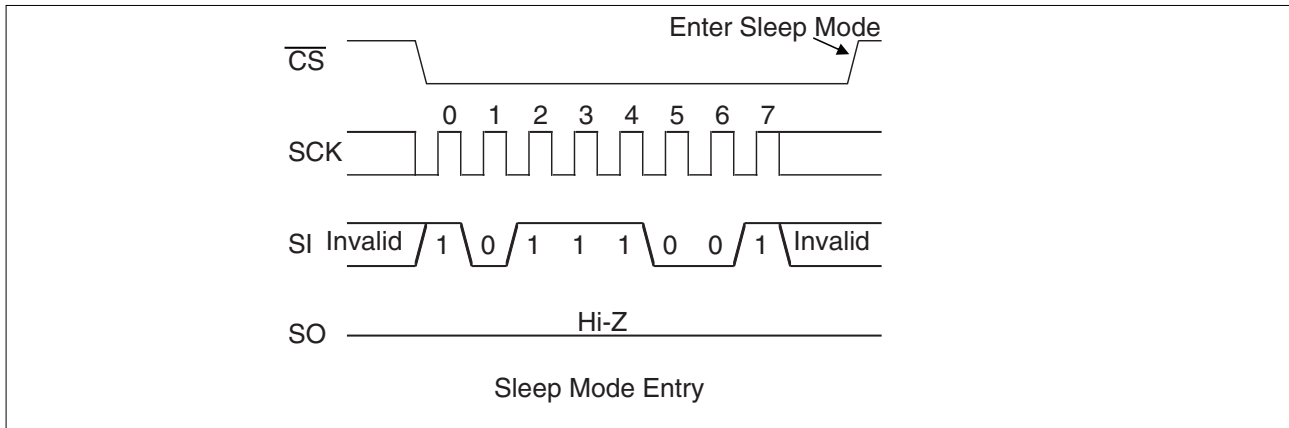 Enter Sleep Mode
CS
0 1 2 3 4 5 6 7
SCK
SI Invalid 1 0 1 1 1 0 0 1 Invalid
Hi-Z
SO
Sleep Mode Entry